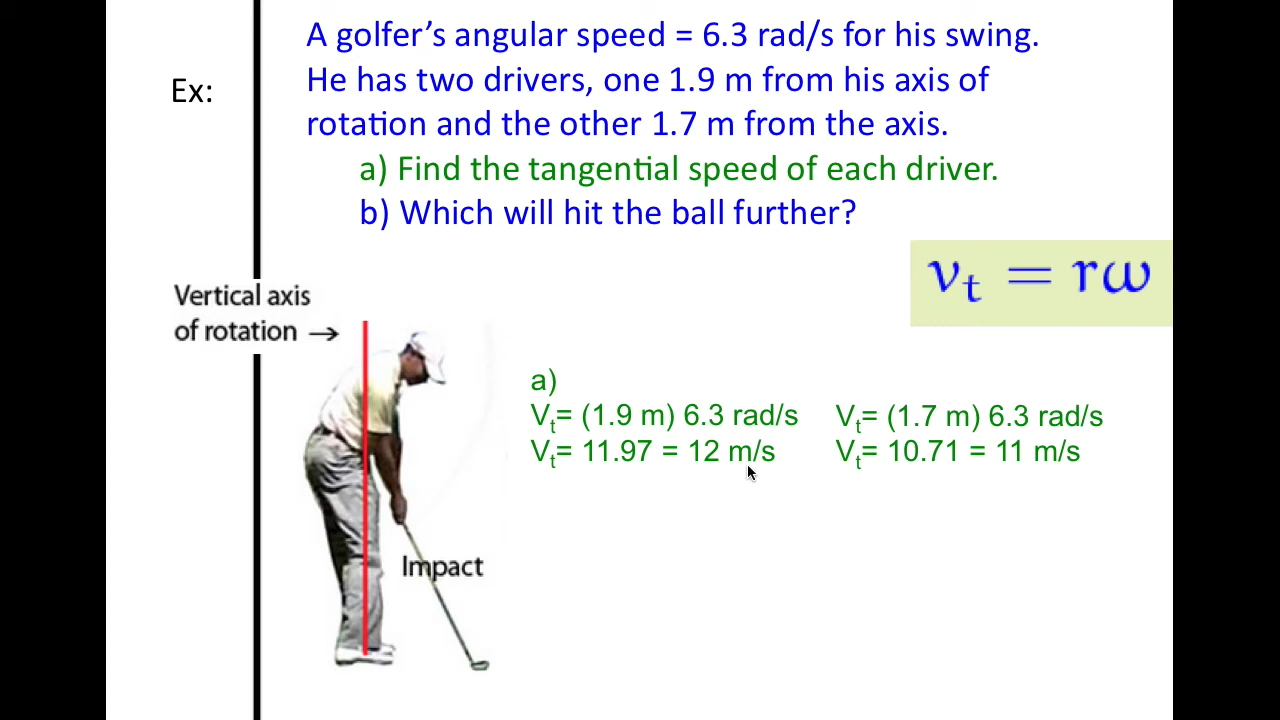 A golfer’s angular speed = 6.3 rad/s for his swing.
Ex:
He has two drivers, one 1.9 m from his axis of
rotation and the other 1.7 m from the axis.
a) Find the tangential speed of each driver.
b) Which will hit the ball further?
vₜ = rω
Vertical axis
of rotation →
a)
Vₜ= (1.9 m) 6.3 rad/s
Vₜ= 11.97 = 12 m/s
Vₜ= (1.7 m) 6.3 rad/s
Vₜ= 10.71 = 11 m/s
Impact